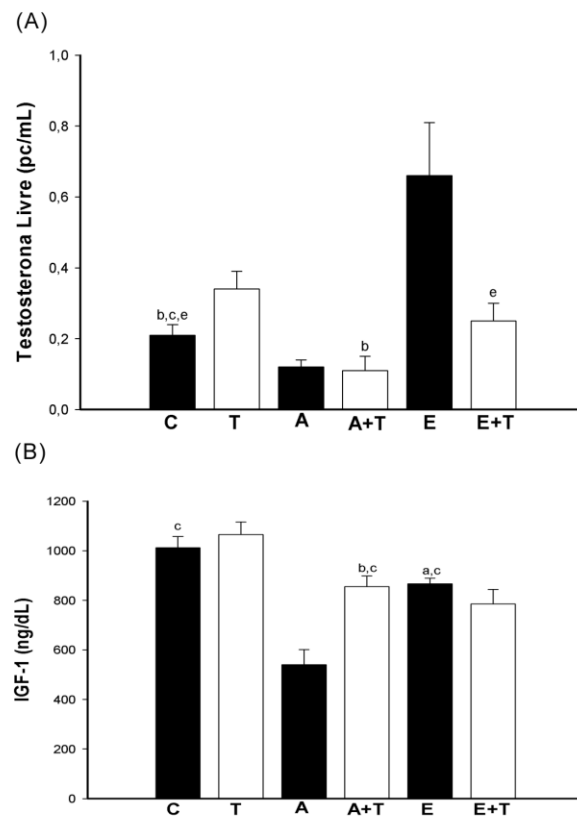 (A)
Testosterona Livre (pc/mL)
1,0
0,8
0,6
0,4
0,2
0,0
b,c,e
b
e
C T A A+T E E+T
(B)
IGF-1 (ng/dL)
1200
1000
800
600
400
200
0
c
b,c
a,c
C T A A+T E E+T